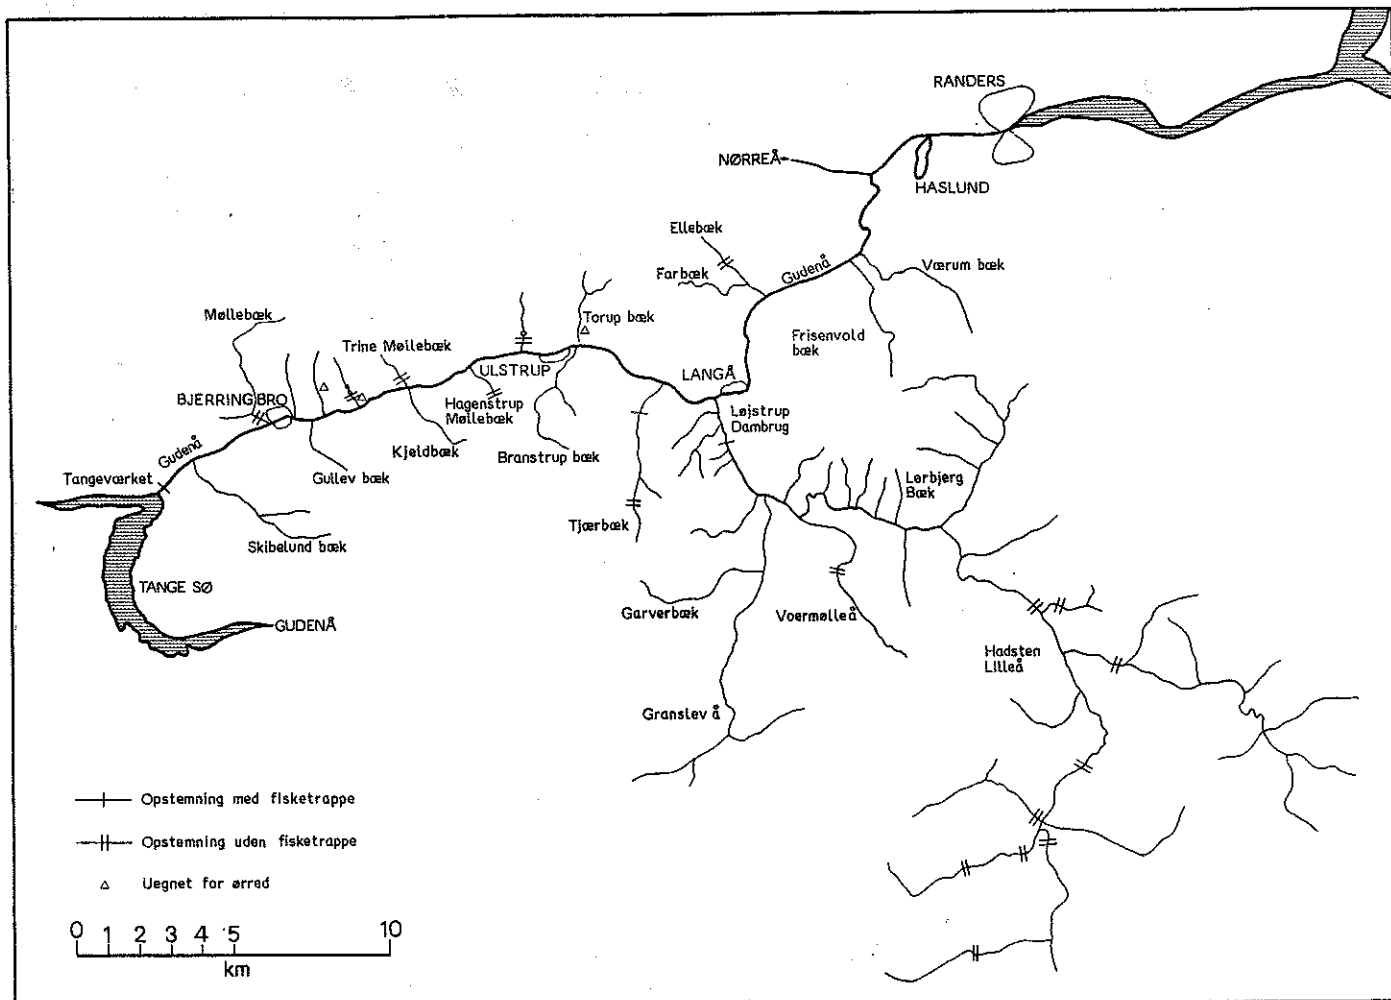 RANDERS
NØRREÅ
HASLUND
Ellebæk
Gudenå
Værum bæk
Farbæk
Møllebæk
Torup bæk
Frisenvold
bæk
Trine Møllebæk
ULSTRUP
LANGÅ
BJERRINGBRO
Hagenstrup
Møllebæk
Løjstrup
Dambrug
Gudenå
Kjeldbæk
Branstrup bæk
Tangeværket
Gullev bæk
Lerbjerg
Bæk
Tjærbæk
Skibelund bæk
TANGE SØ
Garverbæk
Voermølleå
GUDENÅ
Hadsten
Lilleå
Granslev å
Opstemning med fisketrappe
Opstemning uden fisketrappe
Uegnet for ørred
0 1 2 3 4 5 10
km